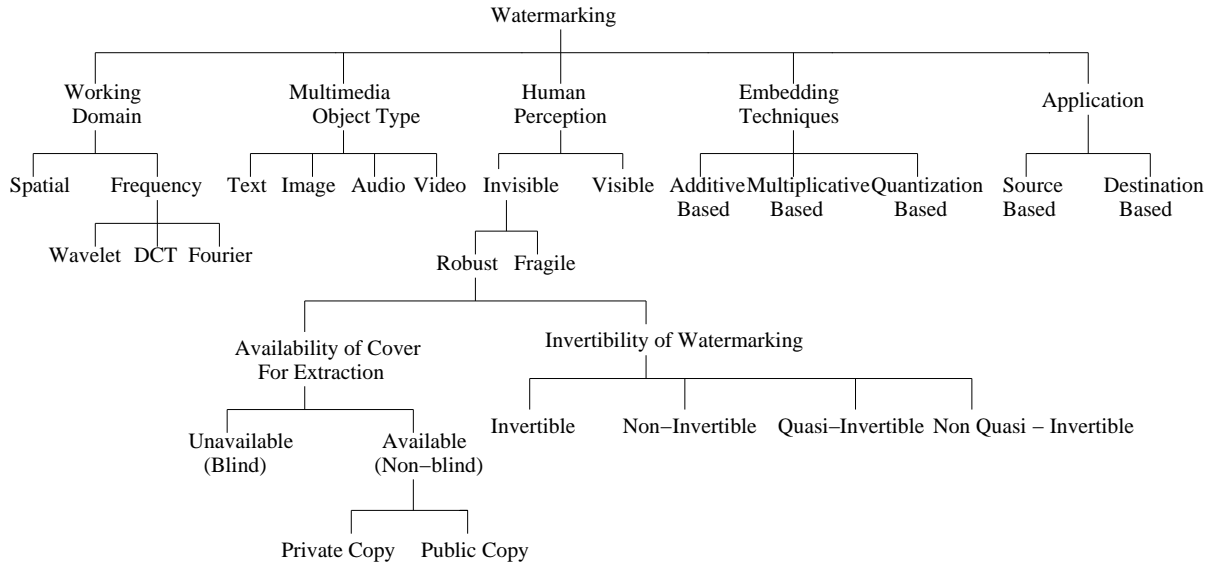 Watermarking
Working
Domain
Multimedia
Object Type
Human
Perception
Embedding
Techniques
Application
Spatial
Frequency
Text
Image
Audio
Video
Invisible
Visible
Additive
Based
Multiplicative
Based
Quantization
Based
Source
Based
Destination
Based
Wavelet
DCT
Fourier
Robust
Fragile
Availability of Cover
For Extraction
Invertibility of Watermarking
Unavailable
(Blind)
Available
(Non−blind)
Invertible
Non−Invertible
Quasi−Invertible
Non Quasi − Invertible
Private Copy
Public Copy